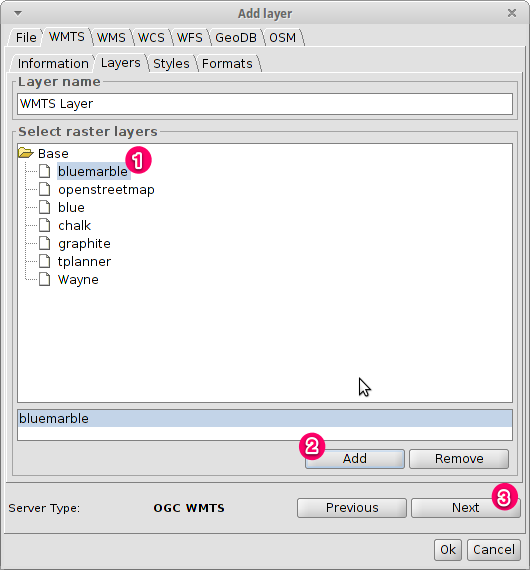 Add layer
File WMTS WMS WCS WFS GeoDB OSM
Information Layers Styles Formats
Layer name
WMTS Layer
Select raster layers
Base
bluemarble 1
openstreetmap
blue
chalk
graphite
tplanner
Wayne
bluemarble
2
Add Remove
3
Server Type: OGC WMTS Previous Next
Ok Cancel